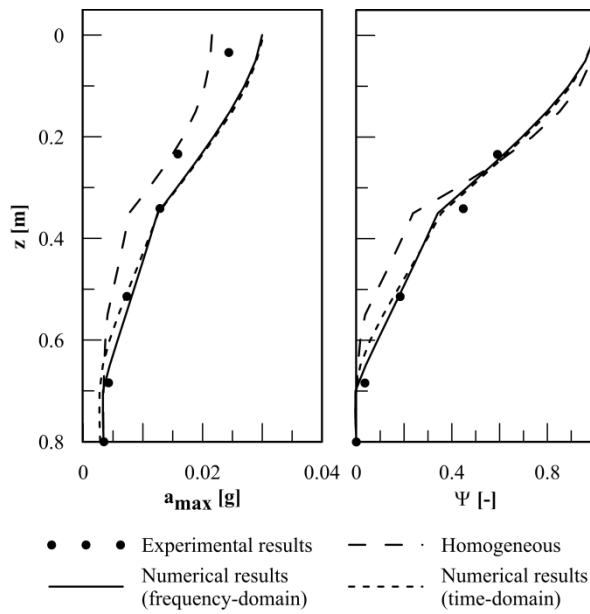 0
0.2
0.4
0.6
0.8
z [m]
0 0.02 0.04
a_max [g]
0 0.4 0.8
Ψ [-]
Experimental results
Homogeneous
Numerical results
(frequency-domain)
Numerical results
(time-domain)